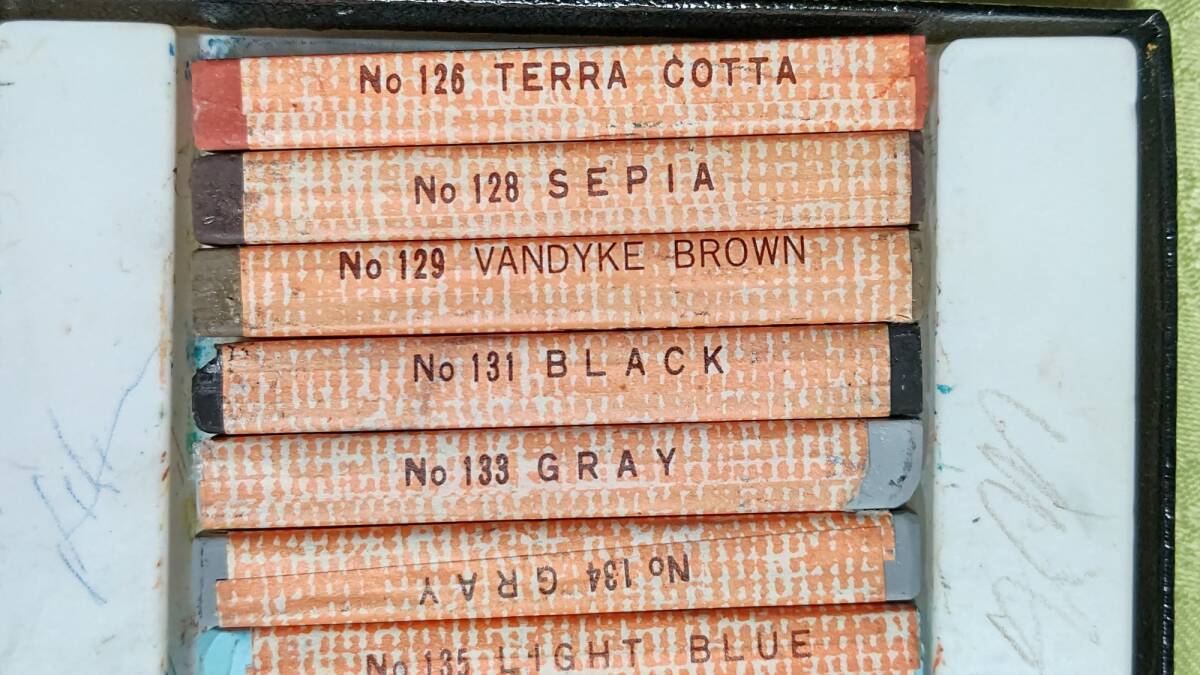 No 126 TERRA COTTA
No 128 SEPIA
No 129 VANDYKE BROWN
No 131 BLACK
No 133 GRAY
No 134 GRAY
No 135 LIGHT BLUE